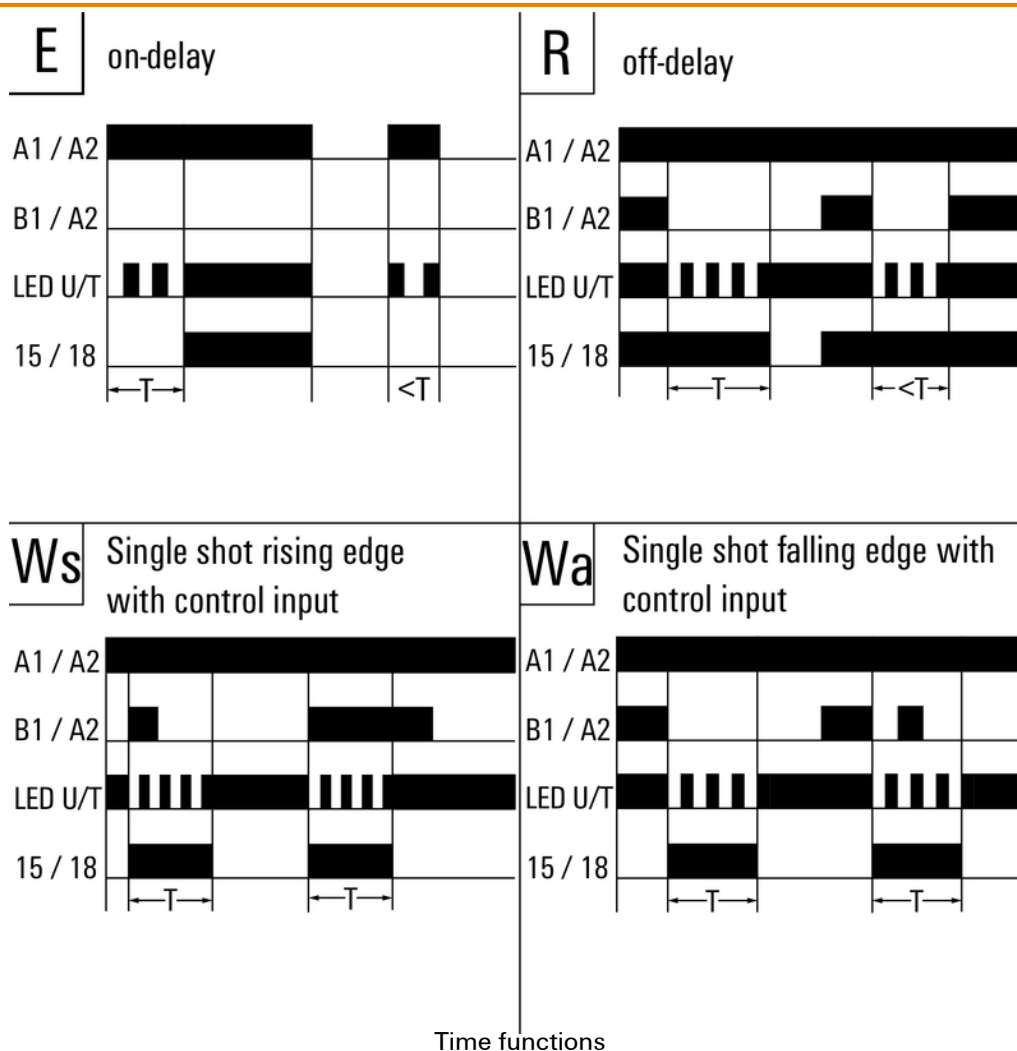 E
on-delay
A1 / A2
B1 / A2
LED U/T
15 / 18
T
<T
R
off-delay
A1 / A2
B1 / A2
LED U/T
15 / 18
T
<T
Ws
Single shot rising edge
with control input
A1 / A2
B1 / A2
LED U/T
15 / 18
T
T
Wa
Single shot falling edge with
control input
A1 / A2
B1 / A2
LED U/T
15 / 18
T
T
Time functions